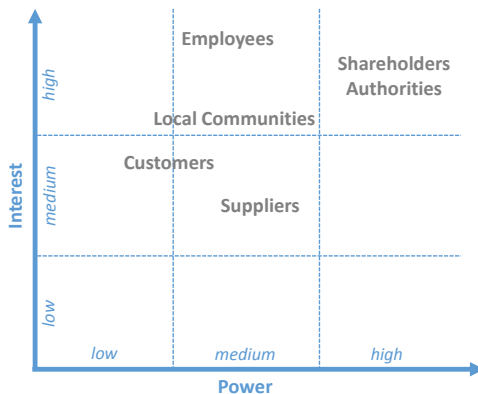 Employees
Shareholders
Authorities
high
Local Communities
Customers
Interest
medium
Suppliers
low
low
medium
high
Power